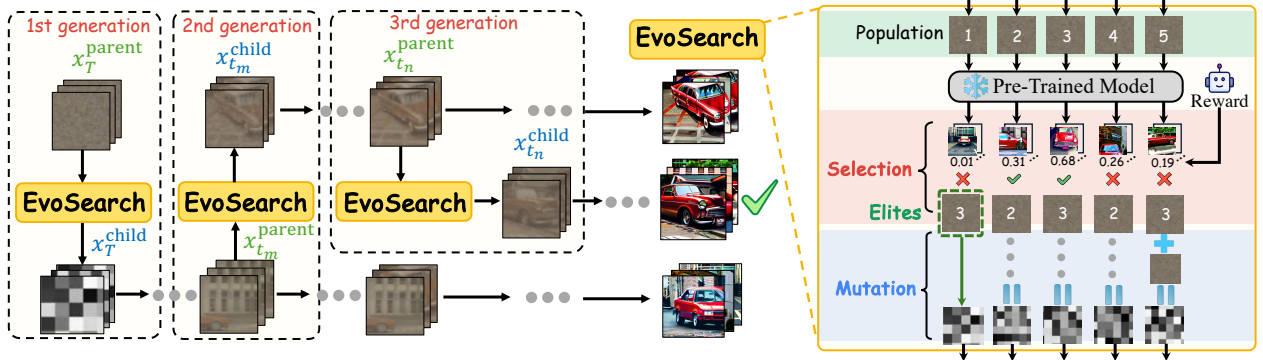 1st generation
x_T^parent
EvoSearch
x_T^child
2nd generation
x_{t_m}^child
EvoSearch
x_{t_m}^parent
3rd generation
x_{t_n}^parent
x_{t_n}^child
EvoSearch
EvoSearch
Population
1 2 3 4 5
Pre-Trained Model
Reward
Selection
0.01 0.31 0.68 0.26 0.19
Elites
3 2 3 2 3
Mutation